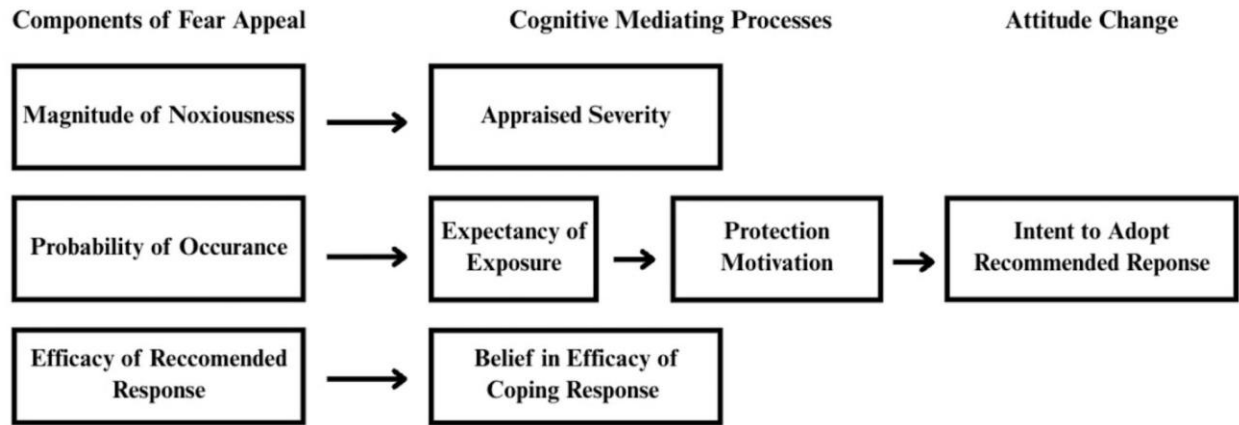 Components of Fear Appeal
Cognitive Mediating Processes
Attitude Change
Magnitude of Noxiousness
Appraised Severity
Probability of Occurance
Expectancy of
Exposure
Protection
Motivation
Intent to Adopt
Recommended Reponse
Efficacy of Reccomended
Response
Belief in Efficacy of
Coping Response